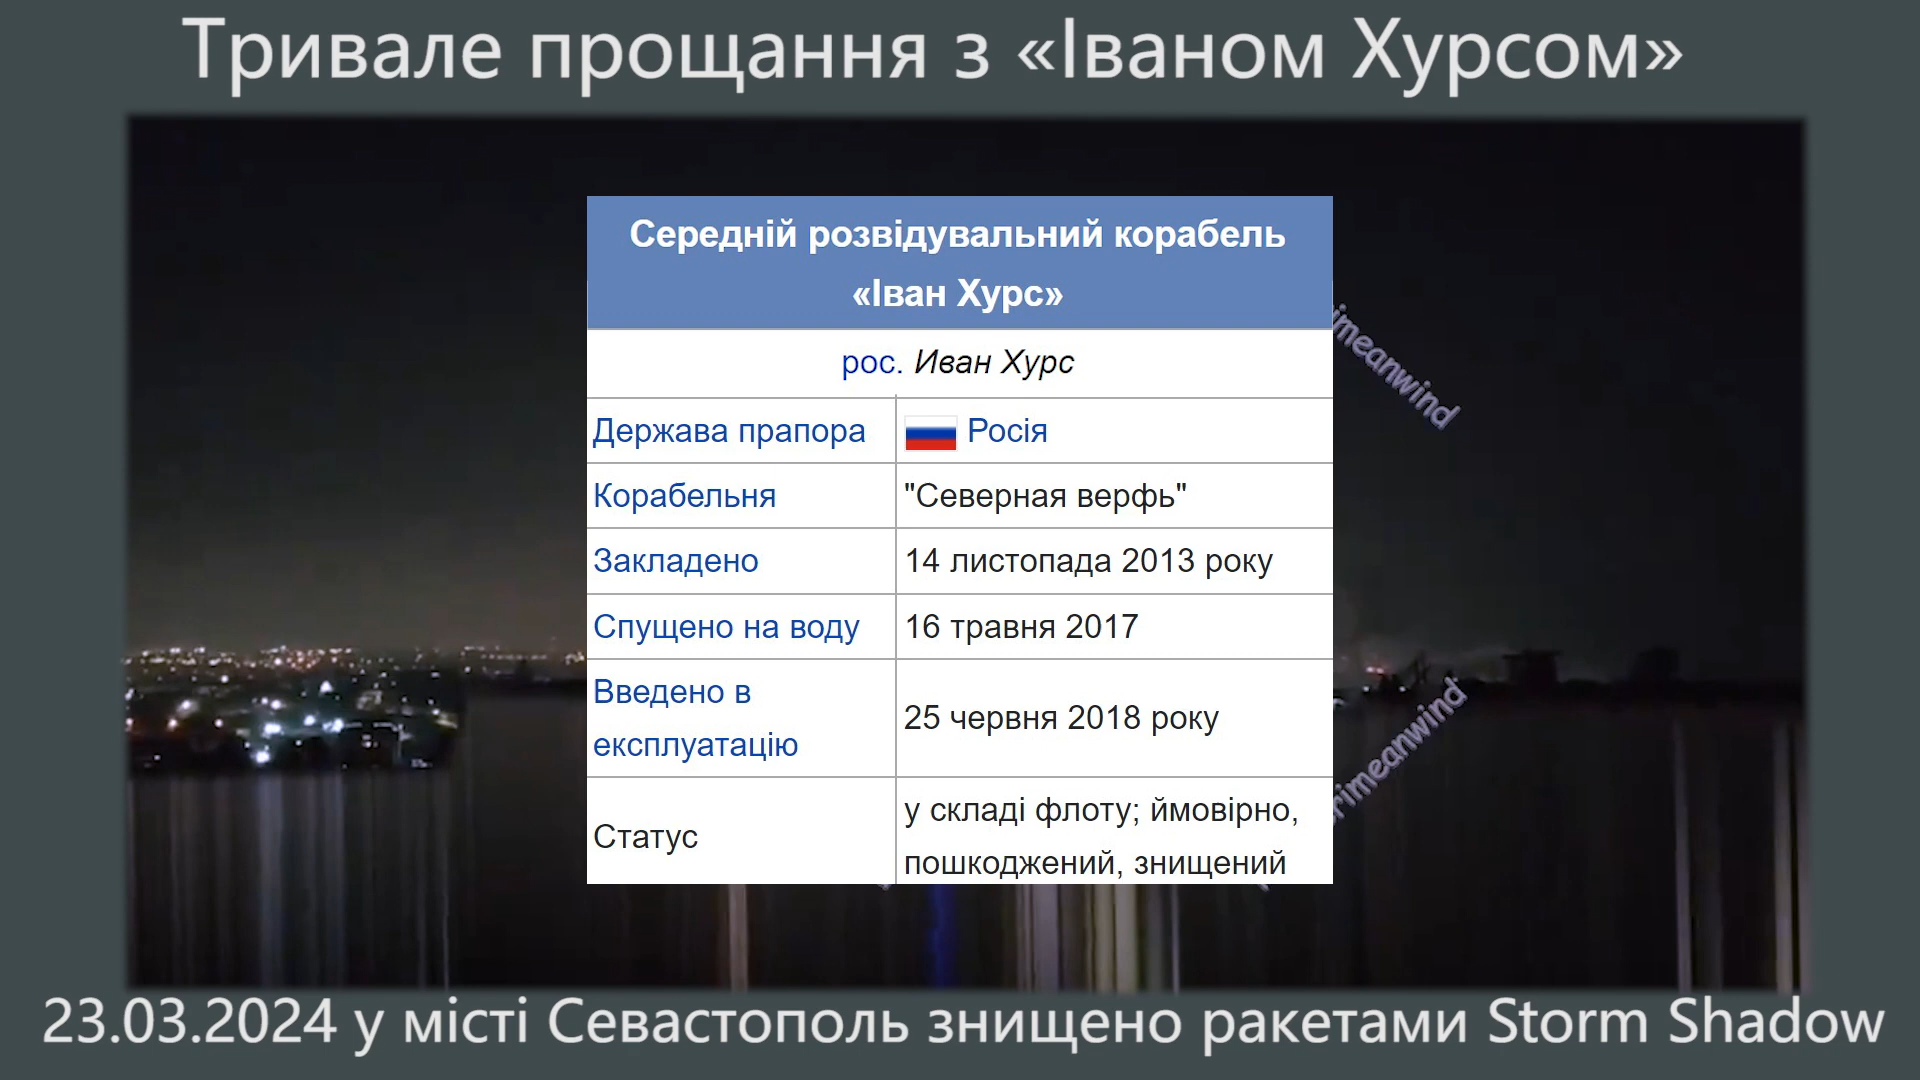 Тривале прощання з «Іваном Хурсом»
Середній розвідувальний корабель
«Іван Хурс»
рос. Иван Хурс
Держава прапора Росія
Корабельня "Северная верфь"
Закладено 14 листопада 2013 року
Спущено на воду 16 травня 2017
Введено в
експлуатацію 25 червня 2018 року
Статус у складі флоту; ймовірно,
пошкоджений, знищений
imeanwind
rimeanwind
23.03.2024 у місті Севастополь знищено ракетами Storm Shadow